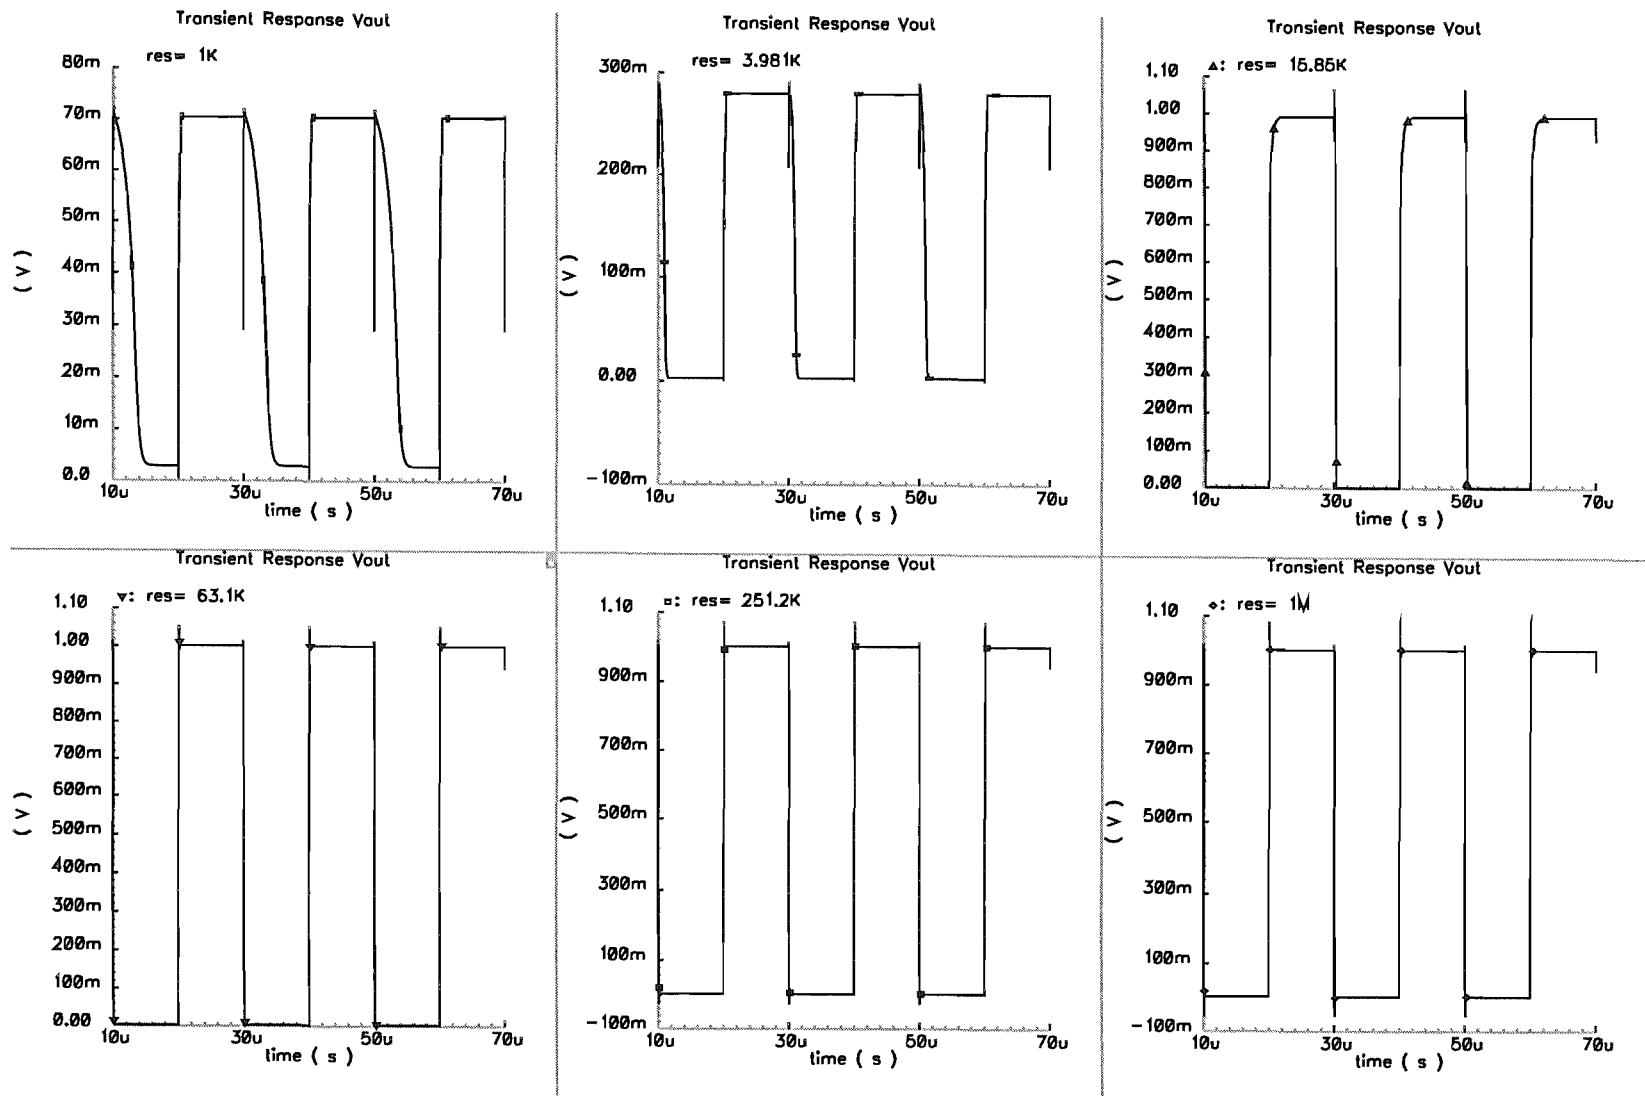 Transient Response Vout
res= 1K
80m
70m
60m
50m
40m
30m
20m
10m
0.0
( V )
10u 30u 50u 70u
time ( s )
Transient Response Vout
res= 3.981K
300m
200m
100m
0.00
-100m
( V )
10u 30u 50u 70u
time ( s )
Transient Response Vout
▵: res= 15.85K
1.10
1.00
900m
800m
700m
600m
500m
400m
300m
200m
100m
0.00
( V )
10u 30u 50u 70u
time ( s )
Transient Response Vout
▿: res= 63.1K
1.10
1.00
900m
800m
700m
600m
500m
400m
300m
200m
100m
0.00
( V )
10u 30u 50u 70u
time ( s )
Transient Response Vout
▫: res= 251.2K
1.10
900m
700m
500m
300m
100m
-100m
( V )
10u 30u 50u 70u
time ( s )
Transient Response Vout
⋄: res= 1M
1.10
900m
700m
500m
300m
100m
-100m
( V )
10u 30u 50u 70u
time ( s )